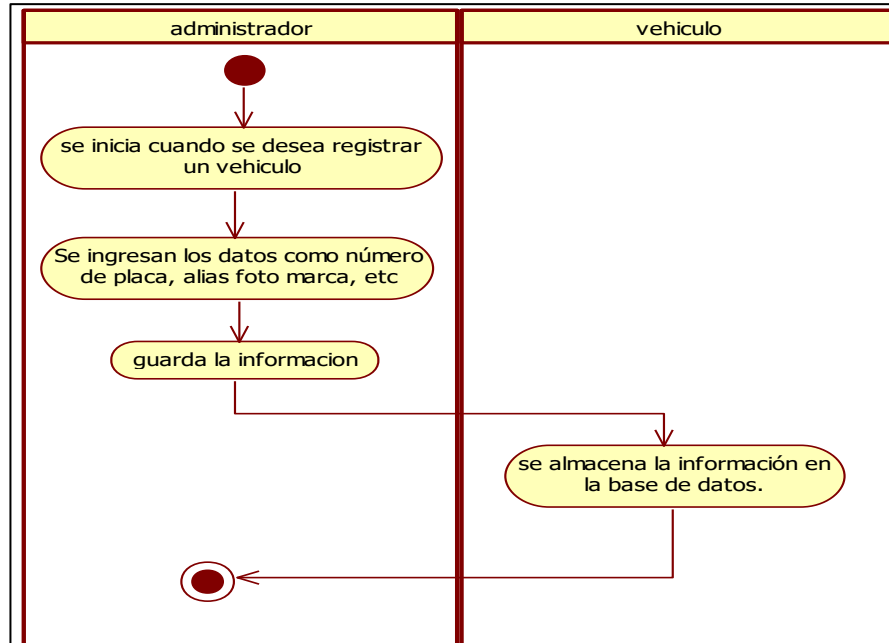 administrador
vehiculo
se inicia cuando se desea registrar
un vehiculo
Se ingresan los datos como número
de placa, alias foto marca, etc
guarda la informacion
se almacena la información en
la base de datos.